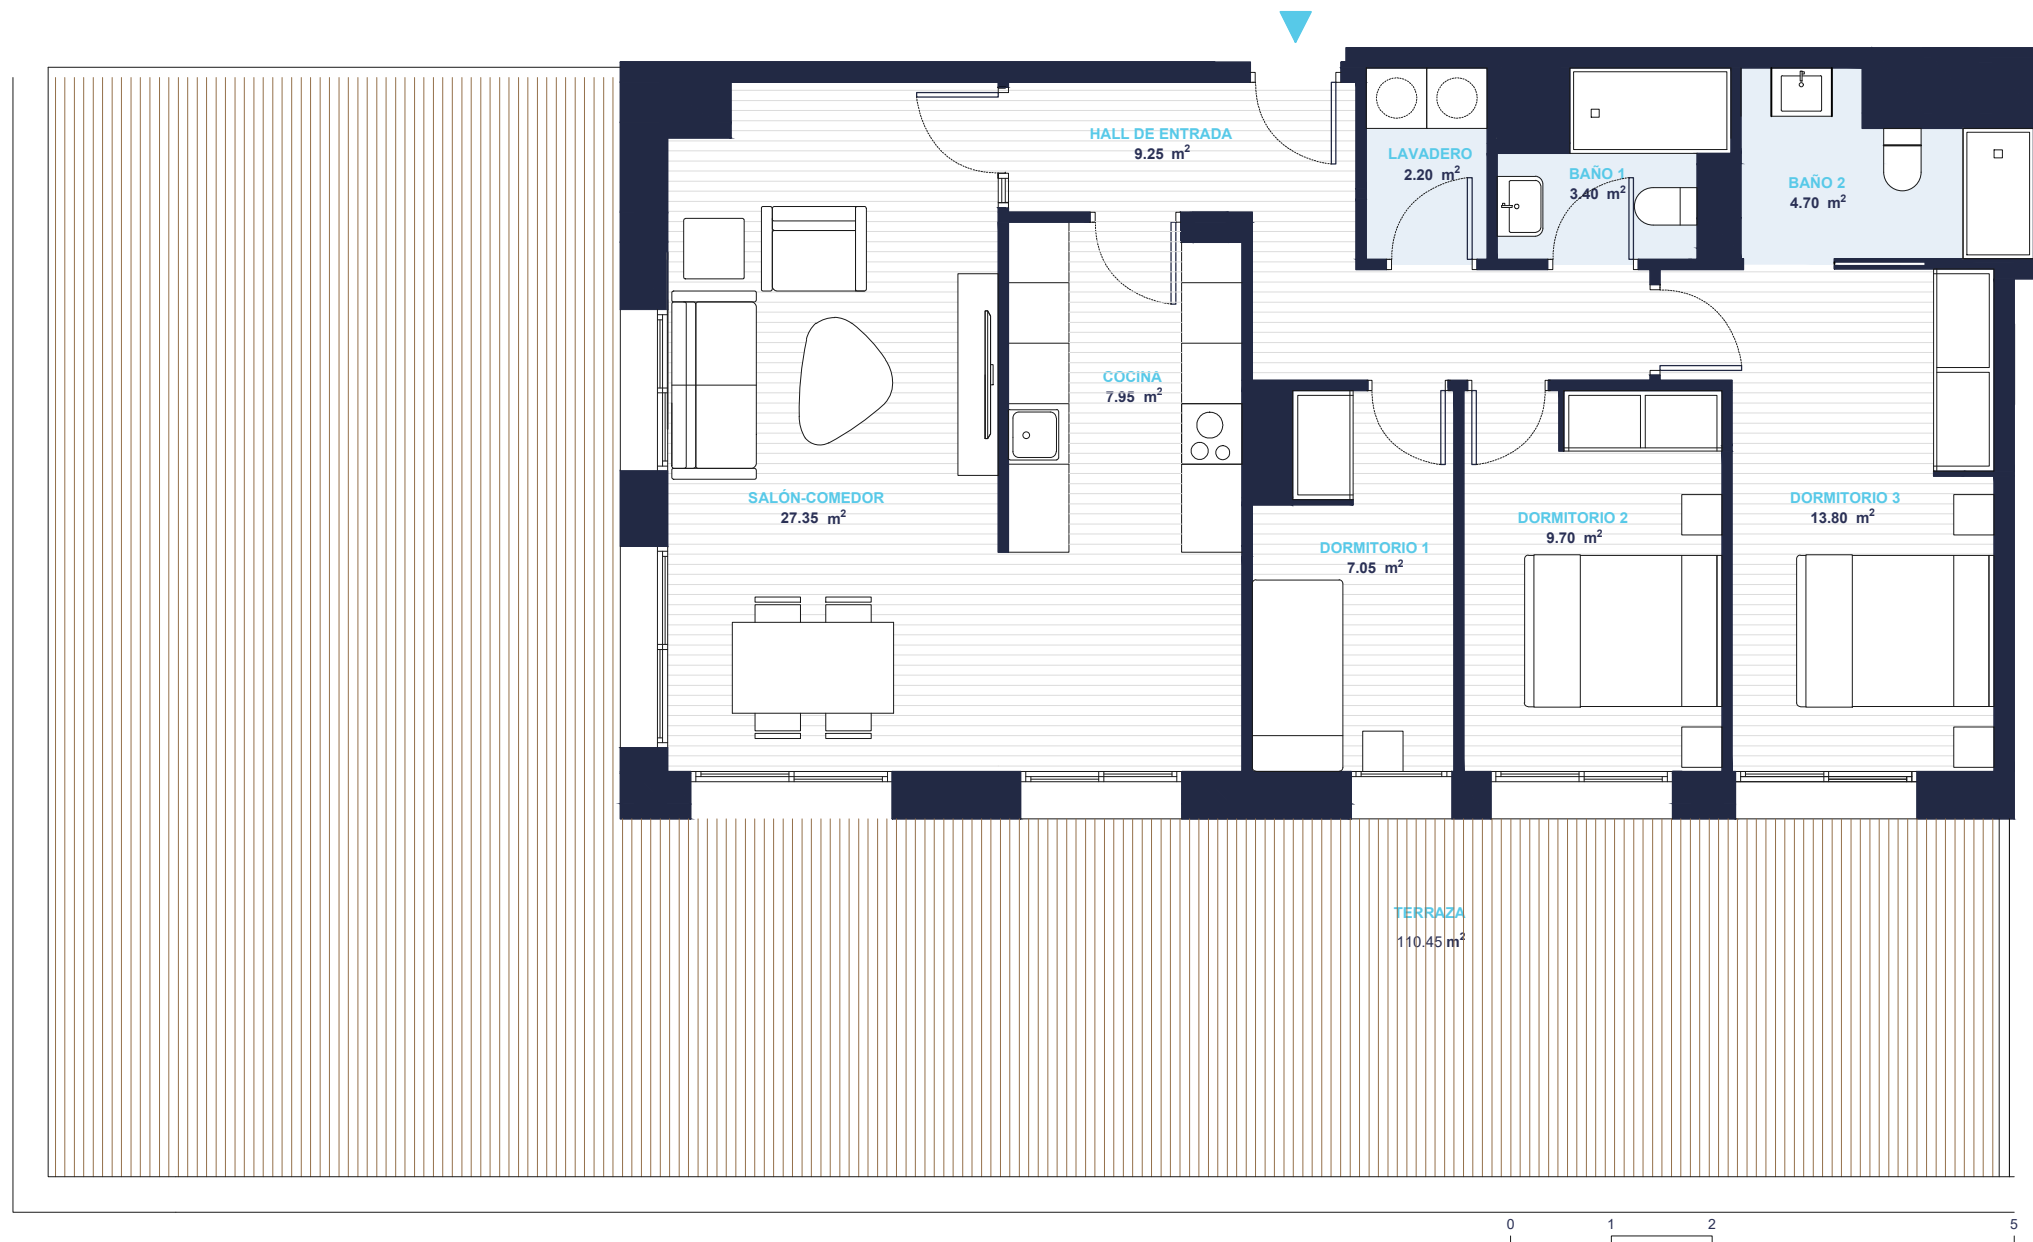 HALL DE ENTRADA
9.25 m²
LAVADERO
2.20 m²
BAÑO 1
3.40 m²
BAÑO 2
4.70 m²
COCINA
7.95 m²
SALÓN-COMEDOR
27.35 m²
DORMITORIO 1
7.05 m²
DORMITORIO 2
9.70 m²
DORMITORIO 3
13.80 m²
TERRAZA
110.45 m²
0 1 2 5